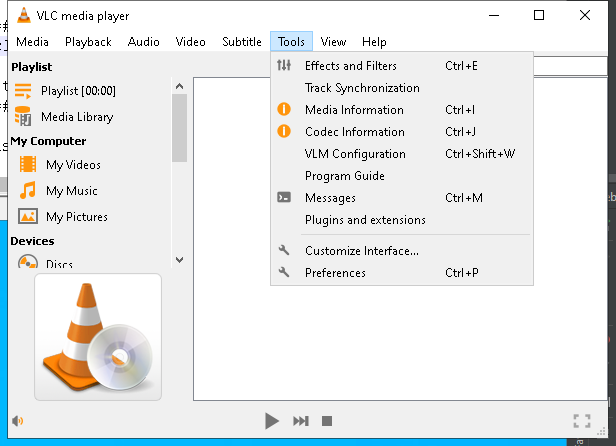 VLC media player
Media Playback Audio Video Subtitle Tools View Help
Playlist
Playlist [00:00]
Media Library
My Computer
My Videos
My Music
My Pictures
Devices
Discs
Effects and Filters Ctrl+E
Track Synchronization
Media Information Ctrl+I
Codec Information Ctrl+J
VLM Configuration Ctrl+Shift+W
Program Guide
Messages Ctrl+M
Plugins and extensions
Customize Interface...
Preferences Ctrl+P